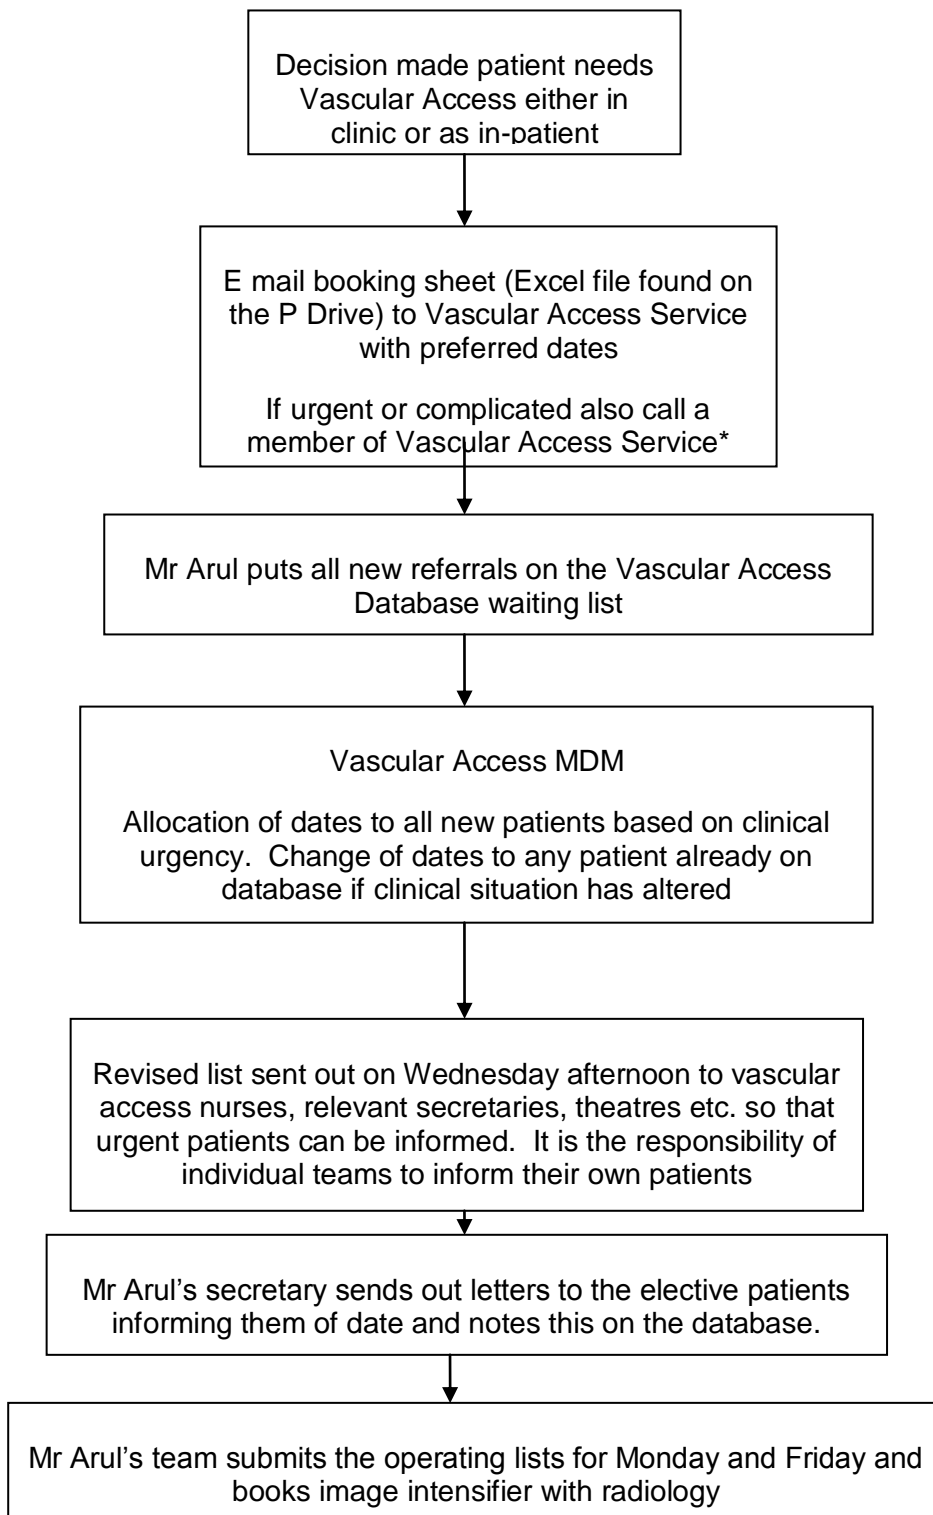 Decision made patient needs
Vascular Access either in
clinic or as in-patient
E mail booking sheet (Excel file found on
the P Drive) to Vascular Access Service
with preferred dates
If urgent or complicated also call a
member of Vascular Access Service*
Mr Arul puts all new referrals on the Vascular Access
Database waiting list
Vascular Access MDM
Allocation of dates to all new patients based on clinical
urgency.  Change of dates to any patient already on
database if clinical situation has altered
Revised list sent out on Wednesday afternoon to vascular
access nurses, relevant secretaries, theatres etc. so that
urgent patients can be informed.  It is the responsibility of
individual teams to inform their own patients
Mr Arul’s secretary sends out letters to the elective patients
informing them of date and notes this on the database.
Mr Arul’s team submits the operating lists for Monday and Friday and
books image intensifier with radiology